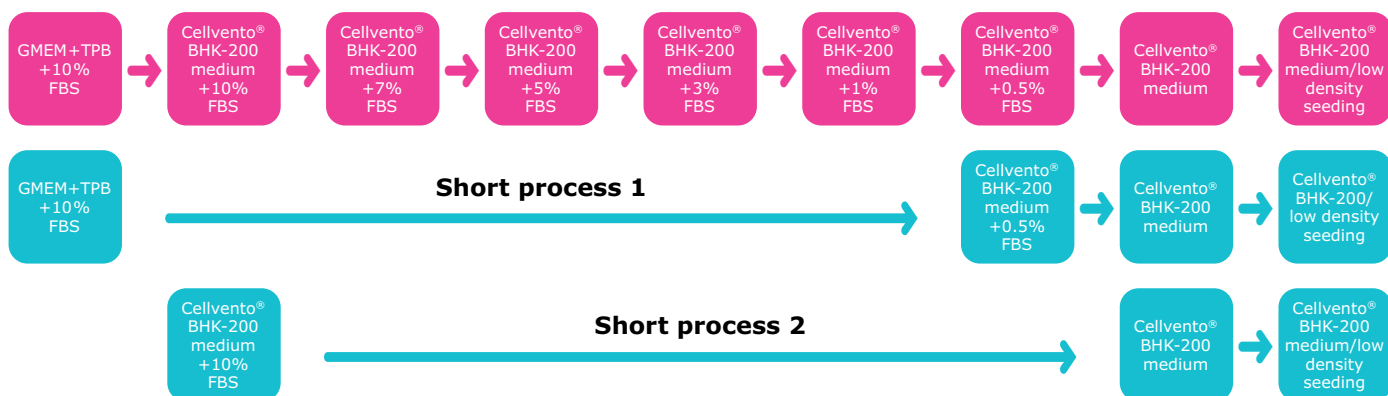 GMEM+TPB
+10%
FBS
Cellvento®
BHK-200
medium
+10%
FBS
Cellvento®
BHK-200
medium
+7%
FBS
Cellvento®
BHK-200
medium
+5%
FBS
Cellvento®
BHK-200
medium
+3%
FBS
Cellvento®
BHK-200
medium
+1%
FBS
Cellvento®
BHK-200
medium
+0.5%
FBS
Cellvento®
BHK-200
medium
Cellvento®
BHK-200
medium/low
density
seeding
GMEM+TPB
+10%
FBS
Short process 1
Cellvento®
BHK-200
medium
+0.5%
FBS
Cellvento®
BHK-200
medium
Cellvento®
BHK-200/
low density
seeding
Cellvento®
BHK-200
medium
+10%
FBS
Short process 2
Cellvento®
BHK-200
medium
Cellvento®
BHK-200
medium/low
density
seeding